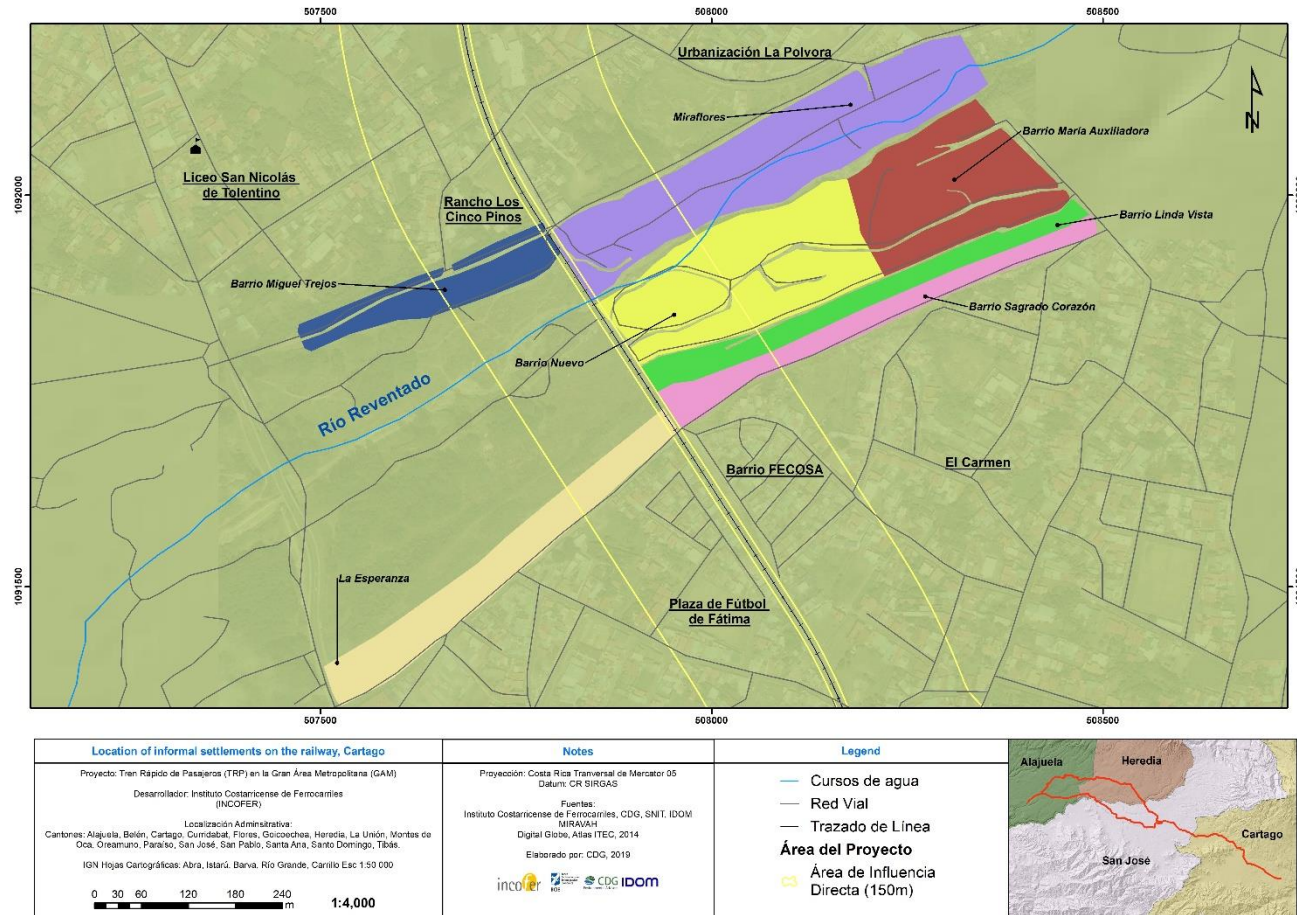 507500
508000
508500
1092000
1091500
Urbanización La Polvora
Miraflores
Barrio María Auxiliadora
N
Liceo San Nicolás
de Tolentino
Rancho Los
Cinco Pinos
Barrio Linda Vista
Barrio Miguel Trejos
Barrio Sagrado Corazón
Barrio Nuevo
Río Reventado
Barrio FECOSA
El Carmen
La Esperanza
Plaza de Fútbol
de Fátima
507500
508000
508500
Location of informal settlements on the railway, Cartago
Proyecto: Tren Rápido de Pasajeros (TRP) en la Gran Área Metropolitana (GAM)
Desarrollador: Instituto Costarricense de Ferrocarriles
(INCOFER)
Localización Adminsitrativa:
Cantones: Alajuela, Belén, Cartago, Curridabat, Flores, Goicoechea, Heredia, La Unión, Montes de
Oca, Oreamuno, Paraíso, San José, San Pablo, Santa Ana, Santo Domingo, Tibás.
IGN Hojas Cartográficas: Abra, Istarú, Barva, Río Grande, Carrillo Esc 1:50 000
0 30 60 120 180 240
m
1:4,000
Notes
Proyección: Costa Rica Tranversal de Mercator 05
Datum: CR SIRGAS
Fuentes:
Instituto Costarricense de Ferrocarriles, CDG, SNIT, IDOM
MIRAVAH
Digital Globe, Atlas ITEC, 2014
Elaborado por: CDG, 2019
incofer
CDG
IDOM
Legend
Cursos de agua
Red Vial
Trazado de Línea
Área del Proyecto
Área de Influencia
Directa (150m)
Alajuela
Heredia
Cartago
San José